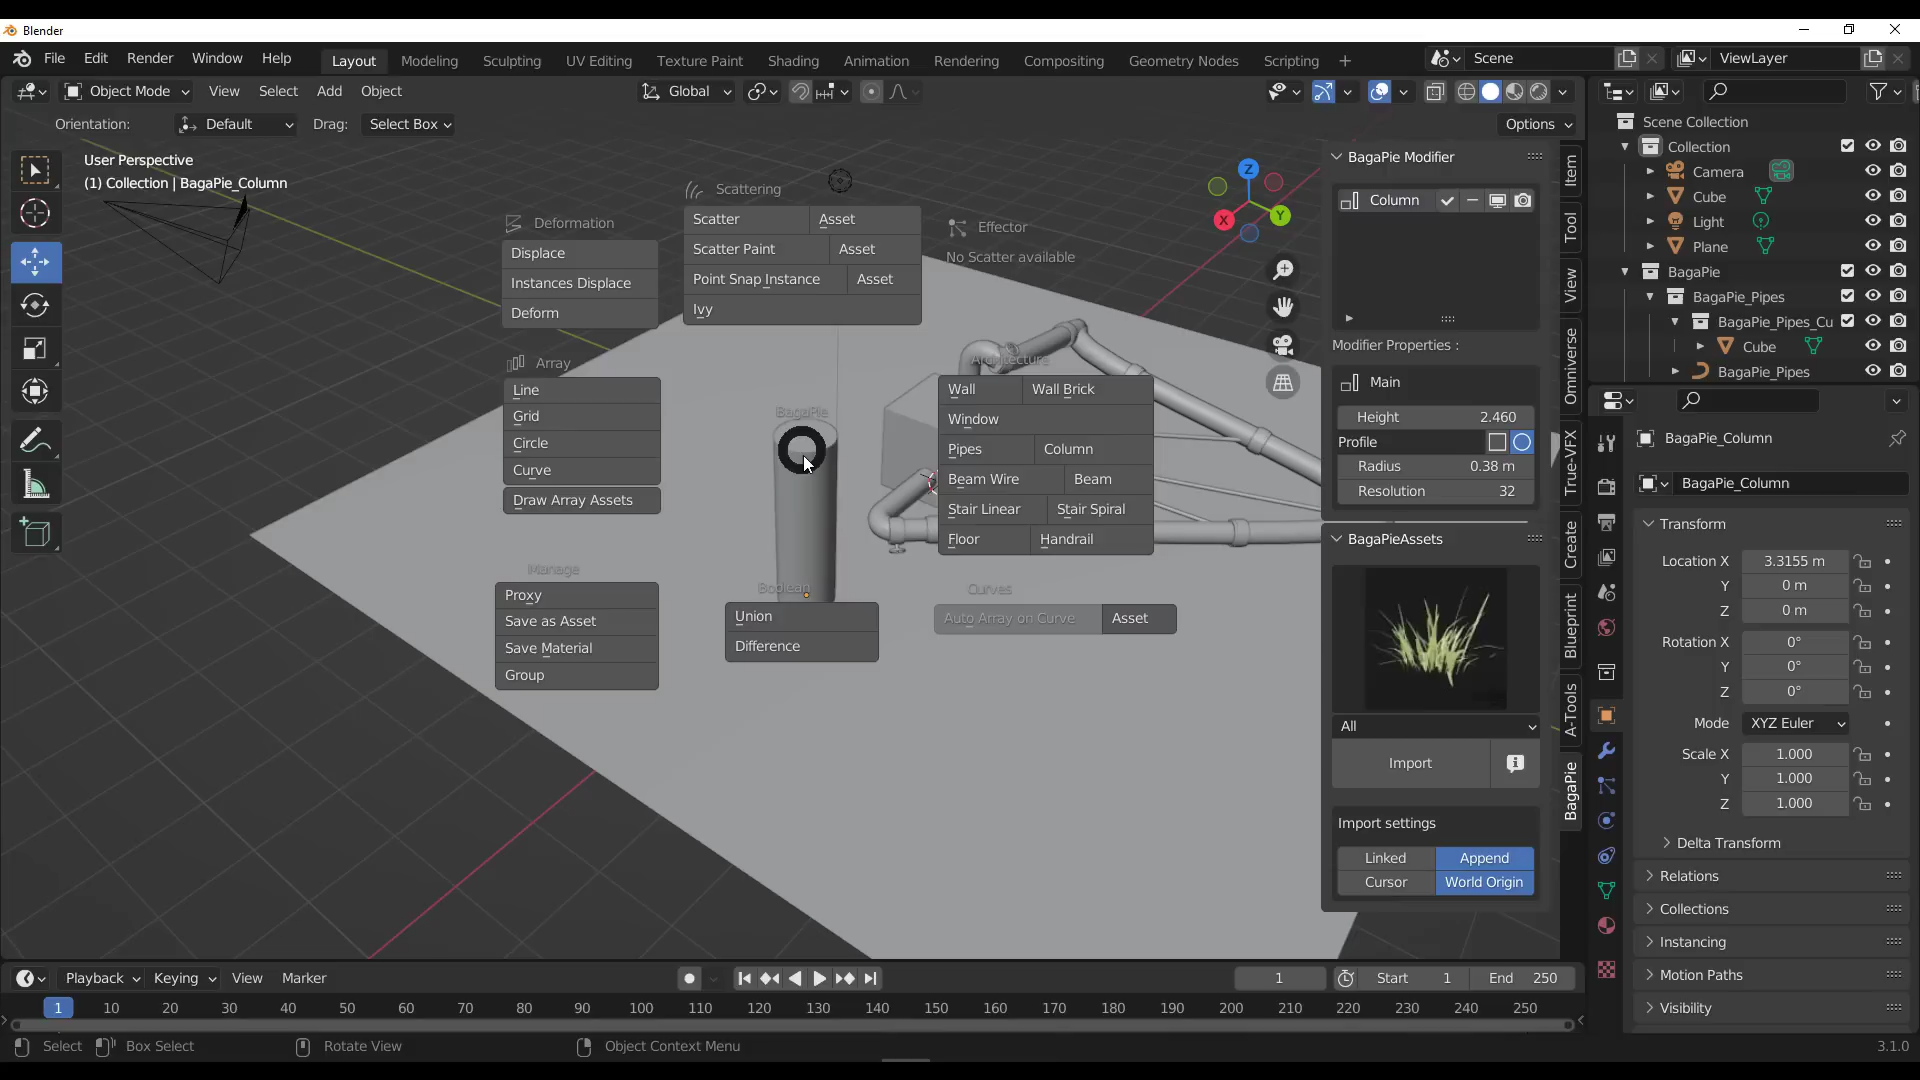 Blender
File Edit Render Window Help
Layout Modeling Sculpting UV Editing Texture Paint Shading Animation Rendering Compositing Geometry Nodes Scripting +
Scene
ViewLayer
Object Mode View Select Add Object
Global
Orientation: Default Drag: Select Box
Options
User Perspective
(1) Collection | BagaPie_Column
Deformation
Displace
Instances Displace
Deform
Scattering
Scatter Asset
Scatter Paint Asset
Point Snap Instance Asset
Ivy
Effector
No Scatter available
Array
Line
Grid
Circle
Curve
Draw Array Assets
BagaPie
Architecture
Wall Wall Brick
Window
Pipes Column
Beam Wire Beam
Stair Linear Stair Spiral
Floor Handrail
Manage
Proxy
Save as Asset
Save Material
Group
Boolean
Union
Difference
Curves
Auto Array on Curve Asset
Z
X
Y
BagaPie Modifier
Column
Modifier Properties :
Main
Height 2.460
Profile
Radius 0.38 m
Resolution 32
BagaPieAssets
All
Import
Import settings
Linked Append
Cursor World Origin
Item
Tool
View
Omniverse
True-VFX
Create
Blueprint
A-Tools
BagaPie
Scene Collection
Collection
Camera
Cube
Light
Plane
BagaPie
BagaPie_Pipes
BagaPie_Pipes_Cu
Cube
BagaPie_Pipes
BagaPie_Column
BagaPie_Column
Transform
Location X 3.3155 m
Y 0 m
Z 0 m
Rotation X 0°
Y 0°
Z 0°
Mode XYZ Euler
Scale X 1.000
Y 1.000
Z 1.000
Delta Transform
Relations
Collections
Instancing
Motion Paths
Visibility
Playback Keying View Marker
1
Start 1
End 250
1 10 20 30 40 50 60 70 80 90 100 110 120 130 140 150 160 170 180 190 200 210 220 230 240 250
Select Box Select Rotate View Object Context Menu
3.1.0